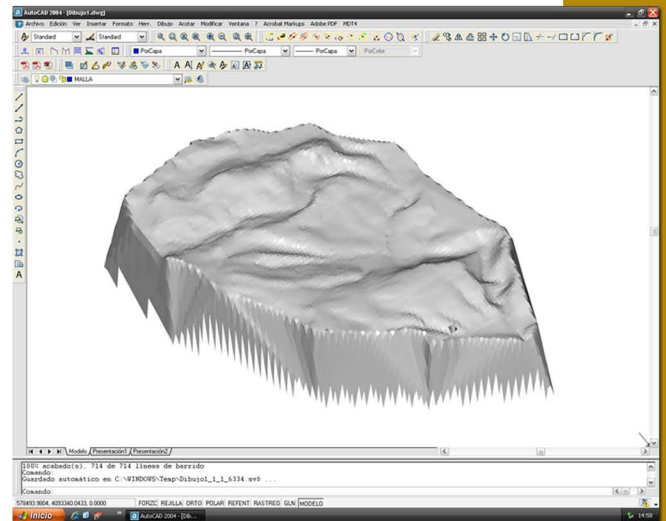 AutoCAD 2004 - [Dibujo1.dwg]
Archivo Edición Ver Insertar Formato Herr. Dibujo Acotar Modificar Ventana ? Acrobat Markups Adobe PDF MDT4
Standard Standard
PorCapa PorCapa PorCapa PorColor
MALLA
Modelo Presentación1 Presentación2
100% acabado(s). 714 de 714 líneas de barrido
Comando:
Guardado automático en C:\WINDOWS\Temp\Dibujo1_1_1_6334.sv$ ...
Comando:
578493.9004, 4093340.0433, 0.0000 FORZC REJILLA ORTO POLAR REFENT RASTREO GLN MODELO
Inicio AutoCAD 2004 - [Dib... 14:58